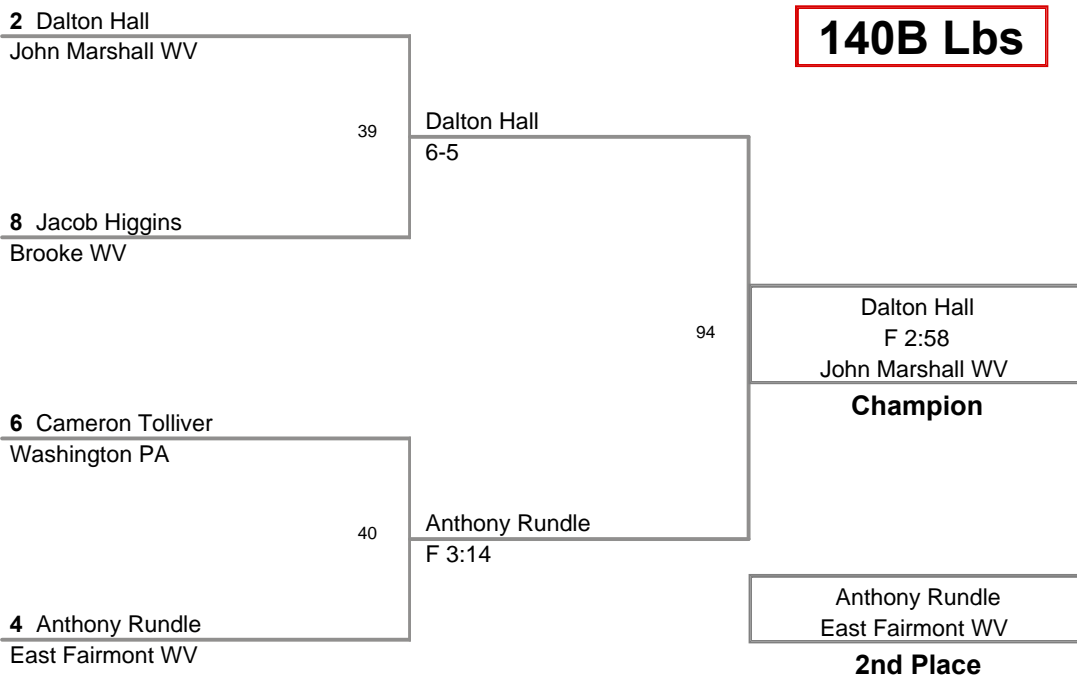 2 Dalton Hall
John Marshall WV
140B Lbs
39
Dalton Hall
6-5
8 Jacob Higgins
Brooke WV
94
Dalton Hall
F 2:58
John Marshall WV
Champion
6 Cameron Tolliver
Washington PA
40
Anthony Rundle
F 3:14
4 Anthony Rundle
East Fairmont WV
Anthony Rundle
East Fairmont WV
2nd Place